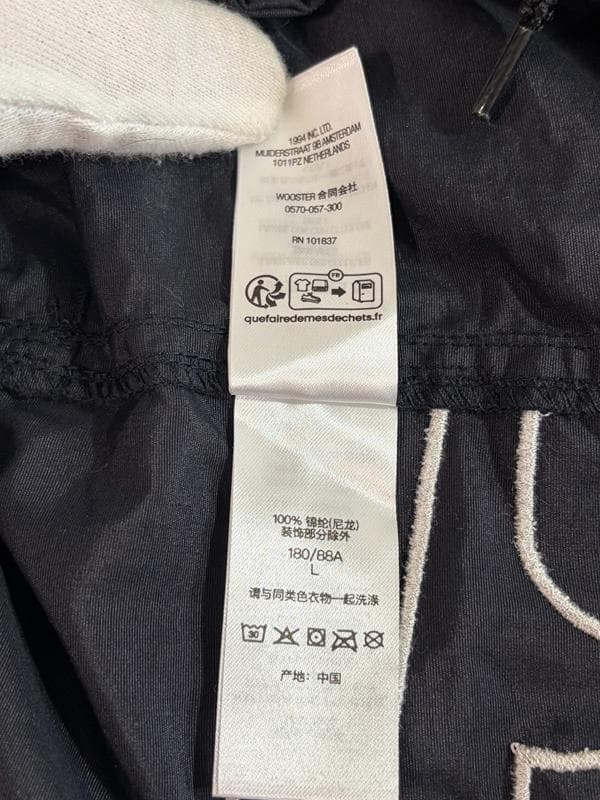 1994 INC. LTD.
MUIDERSTRAAT 9B AMSTERDAM
1011PZ NETHERLANDS
WOOSTER 合同会社
0570-057-300
RN 101837
FR
quefairedemesdechets.fr
100% 锦纶(尼龙)
装饰部分除外
180/88A
L
请与同类色衣物一起洗涤
30
产地: 中国